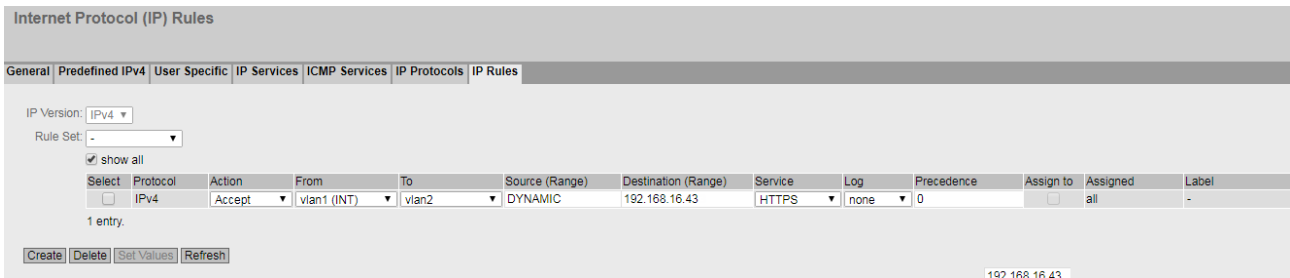 Internet Protocol (IP) Rules
General Predefined IPv4 User Specific IP Services ICMP Services IP Protocols IP Rules
IP Version: IPv4
Rule Set: -
show all
Select Protocol Action From To Source (Range) Destination (Range) Service Log Precedence Assign to Assigned Label
IPv4 Accept vlan1 (INT) vlan2 DYNAMIC 192.168.16.43 HTTPS none 0 all -
1 entry.
Create Delete Set Values Refresh
192.168.16.43